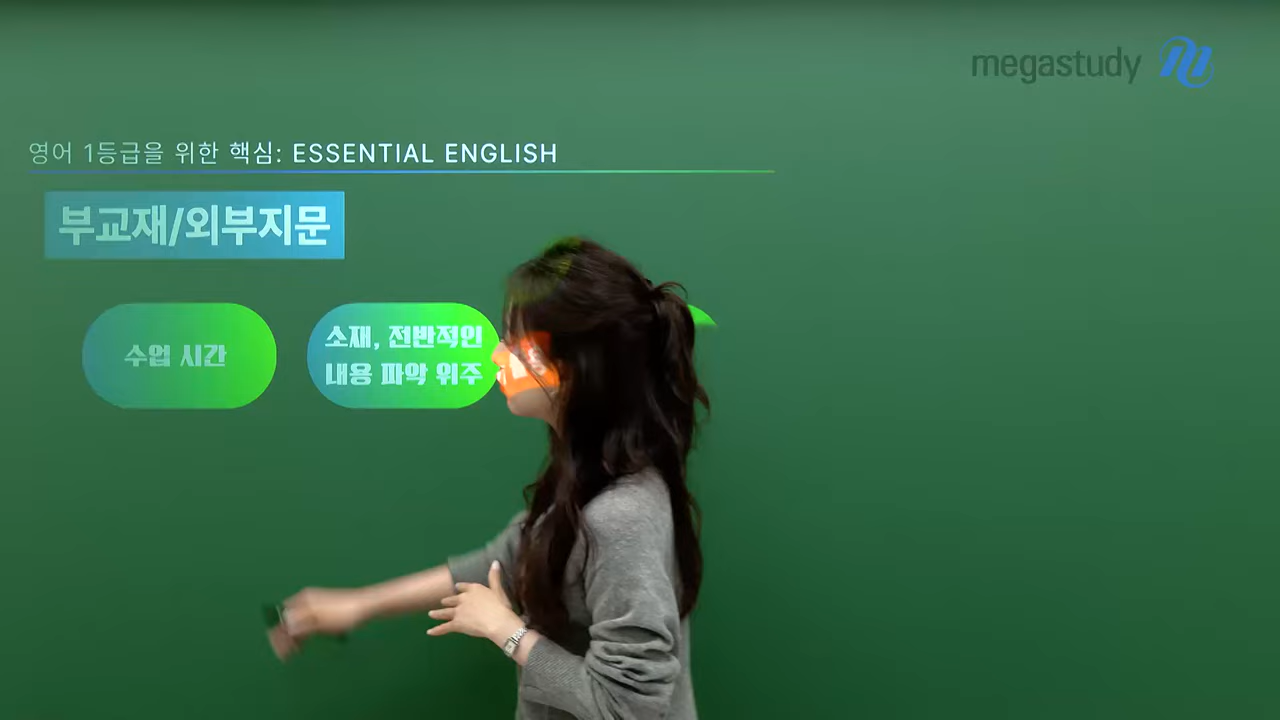 megastudy
영어 1등급을 위한 핵심: ESSENTIAL ENGLISH
부교재/외부지문
수업 시간
소재, 전반적인
내용 파악 위주